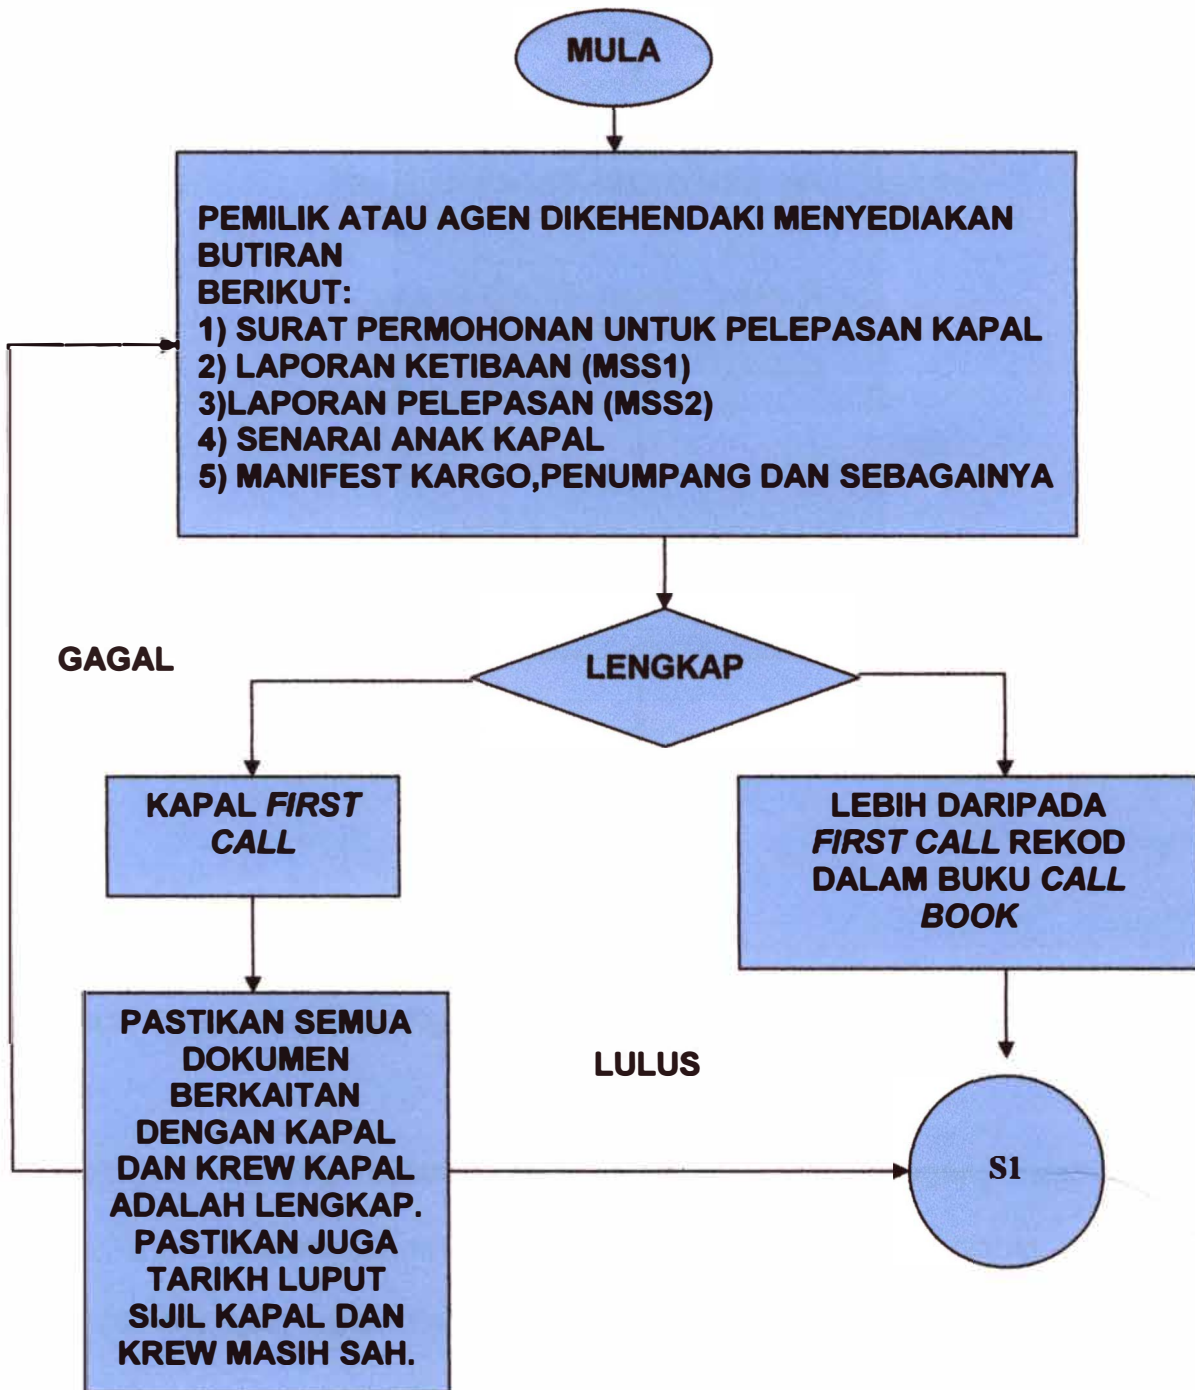 MULA
PEMILIK ATAU AGEN DIKEHENDAKI MENYEDIAKAN
BUTIRAN
BERIKUT:
1) SURAT PERMOHONAN UNTUK PELEPASAN KAPAL
2) LAPORAN KETIBAAN (MSS1)
3)LAPORAN PELEPASAN (MSS2)
4) SENARAI ANAK KAPAL
5) MANIFEST KARGO,PENUMPANG DAN SEBAGAINYA
GAGAL
LENGKAP
KAPAL FIRST
CALL
LEBIH DARIPADA
FIRST CALL REKOD
DALAM BUKU CALL
BOOK
PASTIKAN SEMUA
DOKUMEN
BERKAITAN
DENGAN KAPAL
DAN KREW KAPAL
ADALAH LENGKAP.
PASTIKAN JUGA
TARIKH LUPUT
SIJIL KAPAL DAN
KREW MASIH SAH.
LULUS
S1